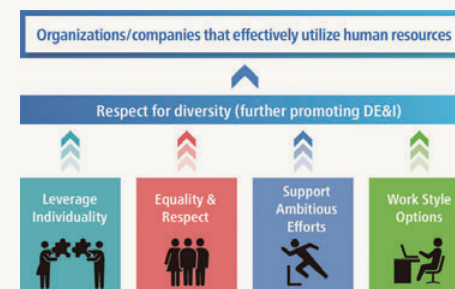 Organizations/companies that effectively utilize human resources
Respect for diversity (further promoting DE&I)
Leverage
Individuality
Equality &
Respect
Support
Ambitious
Efforts
Work Style
Options